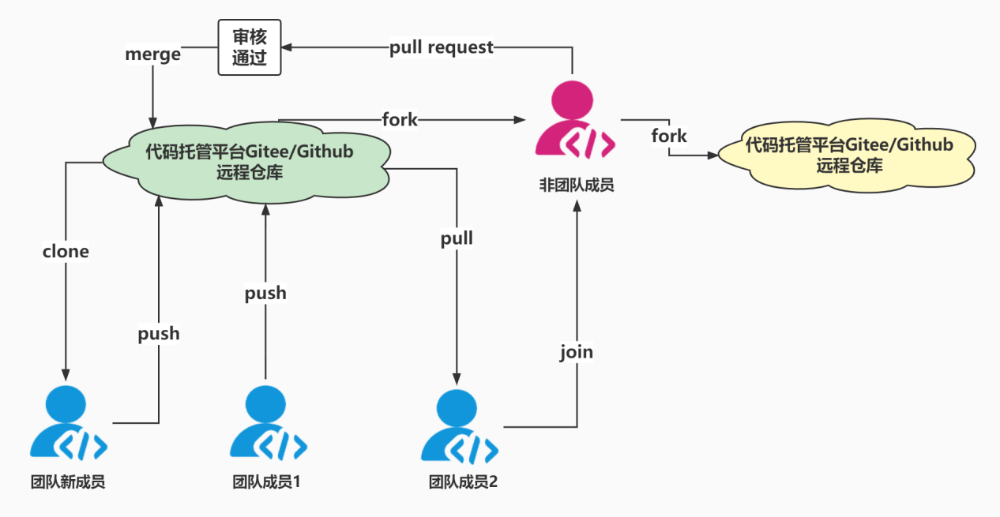 审核
通过
pull request
merge
fork
fork
代码托管平台Gitee/Github
远程仓库
代码托管平台Gitee/Github
远程仓库
非团队成员
pull
clone
push
push
join
团队新成员
团队成员1
团队成员2